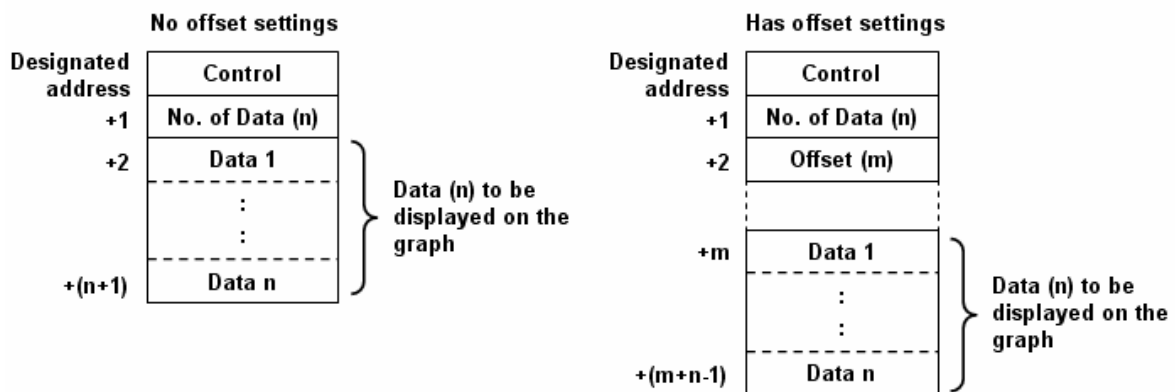 No offset settings
Designated
address
Control
+1
No. of Data (n)
+2
Data 1
:
:
Data (n) to be
displayed on the
graph
+(n+1)
Data n
Has offset settings
Designated
address
Control
+1
No. of Data (n)
+2
Offset (m)
+m
Data 1
:
:
Data (n) to be
displayed on the
graph
+(m+n-1)
Data n